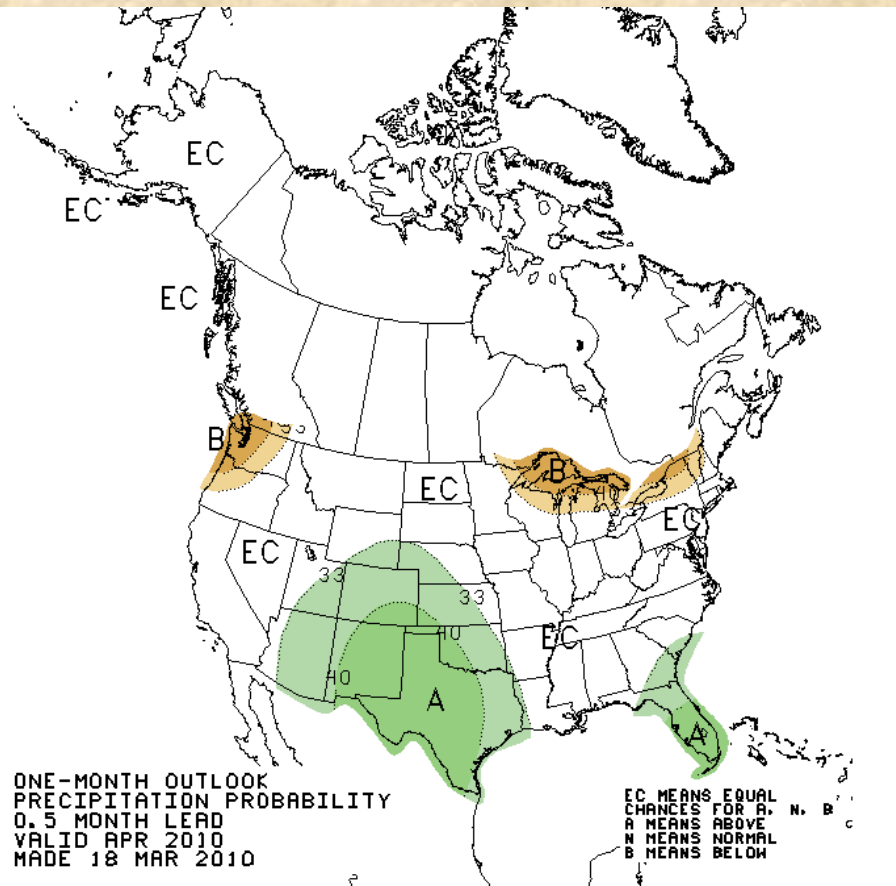 EC
EC
EC
B
B
EC
EC
EC
33
33
40
EC
40
A
A
ONE-MONTH OUTLOOK
PRECIPITATION PROBABILITY
0.5 MONTH LEAD
VALID APR 2010
MADE 18 MAR 2010
EC MEANS EQUAL
CHANCES FOR A, N, B
A MEANS ABOVE
N MEANS NORMAL
B MEANS BELOW